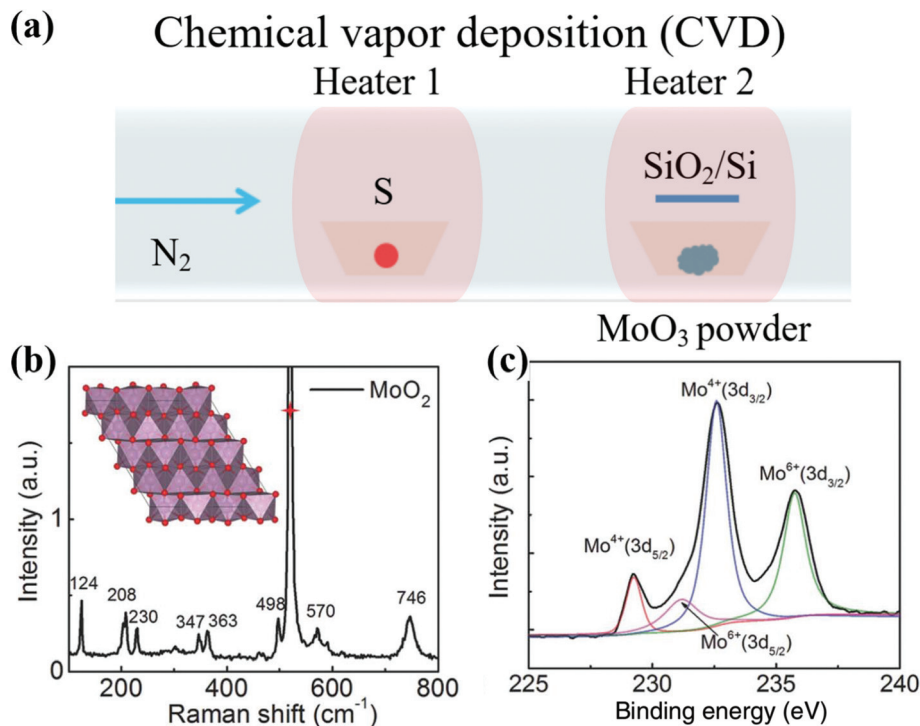 (a)
Chemical vapor deposition (CVD)
Heater 1
Heater 2
S
SiO₂/Si
N₂
MoO₃ powder
(b)
MoO₂
Intensity (a.u.)
1
0
124
208
230
347
363
498
570
746
200
400
600
800
Raman shift (cm⁻¹)
(c)
Intensity (a.u.)
Mo⁴⁺(3d₃/₂)
Mo⁶⁺(3d₃/₂)
Mo⁴⁺(3d₅/₂)
Mo⁶⁺(3d₅/₂)
225
230
235
240
Binding energy (eV)